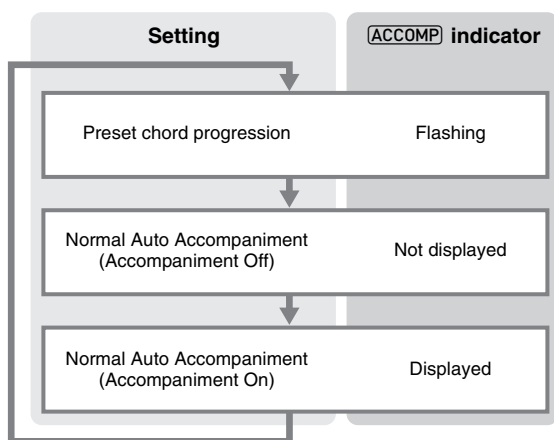 Setting
ACCOMP indicator
Preset chord progression
Flashing
Normal Auto Accompaniment
(Accompaniment Off)
Not displayed
Normal Auto Accompaniment
(Accompaniment On)
Displayed